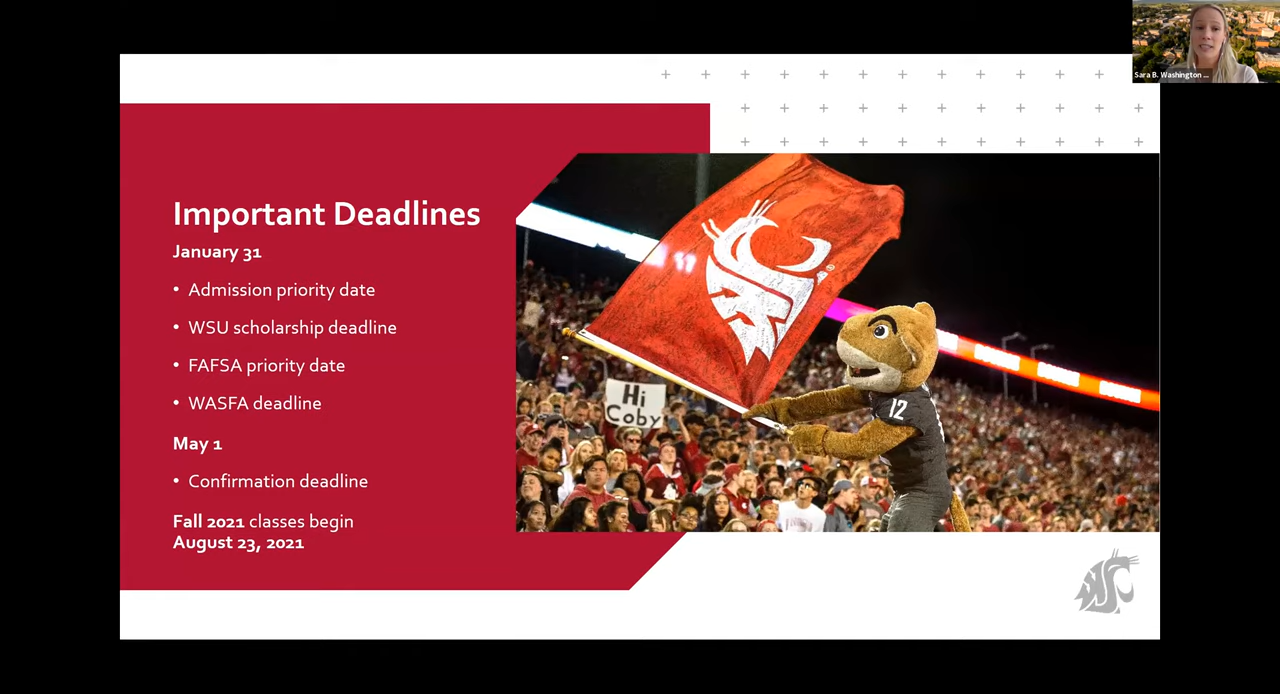 Sara B. Washington ...
Important Deadlines
January 31
• Admission priority date
• WSU scholarship deadline
• FAFSA priority date
• WASFA deadline
May 1
• Confirmation deadline
Fall 2021 classes begin
August 23, 2021
Hi
Coby
12